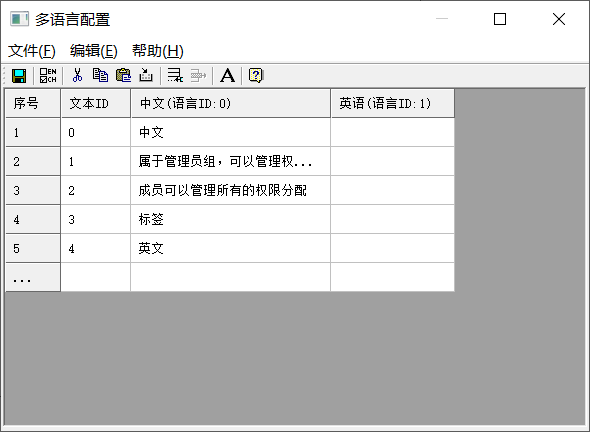 多语言配置
文件(F) 编辑(E) 帮助(H)
EN CH A ?
序号 文本ID 中文(语言ID:0) 英语(语言ID:1)
1 0 中文
2 1 属于管理员组，可以管理权...
3 2 成员可以管理所有的权限分配
4 3 标签
5 4 英文
...